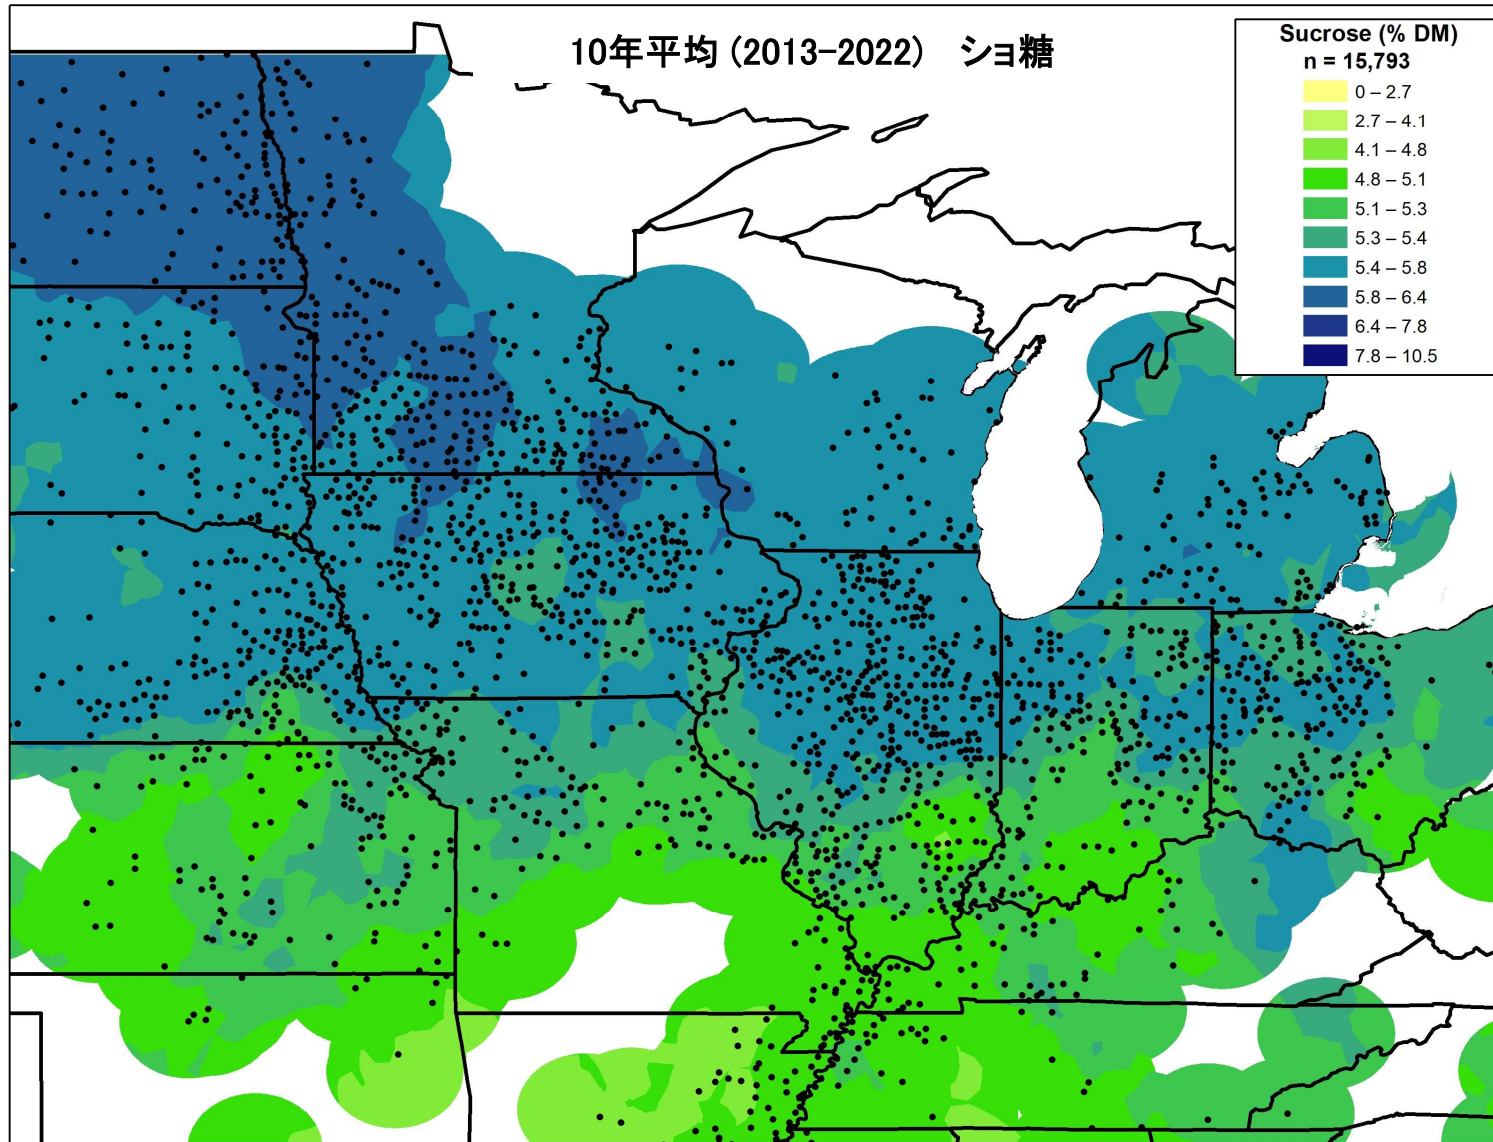 10年平均 (2013-2022)　ショ糖
Sucrose (% DM)
n = 15,793
0 – 2.7
2.7 – 4.1
4.1 – 4.8
4.8 – 5.1
5.1 – 5.3
5.3 – 5.4
5.4 – 5.8
5.8 – 6.4
6.4 – 7.8
7.8 – 10.5